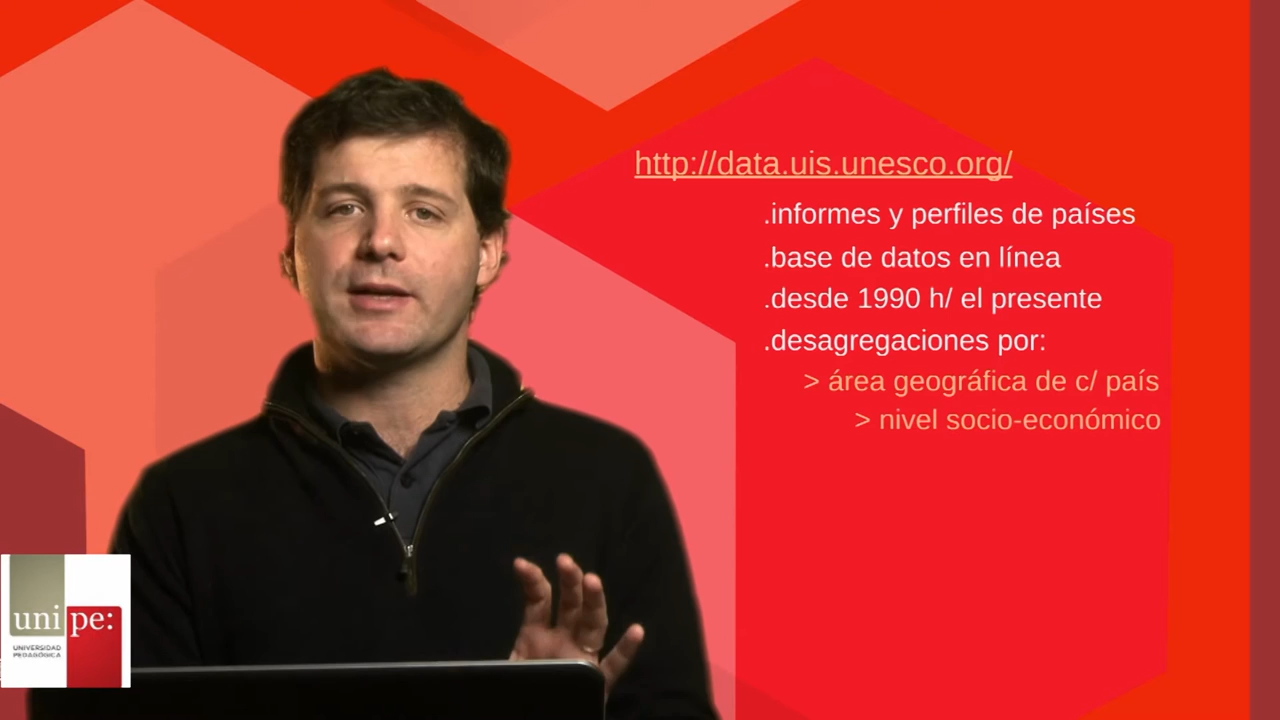 http://data.uis.unesco.org/
.informes y perfiles de países
.base de datos en línea
.desde 1990 h/ el presente
.desagregaciones por:
> área geográfica de c/ país
> nivel socio-económico
uni pe:
UNIVERSIDAD
PEDAGÓGICA